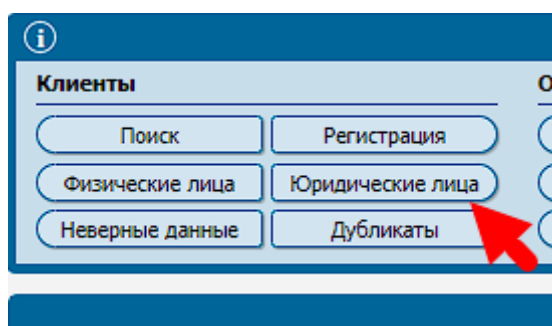 Клиенты
Поиск
Регистрация
Физические лица
Юридические лица
Неверные данные
Дубликаты